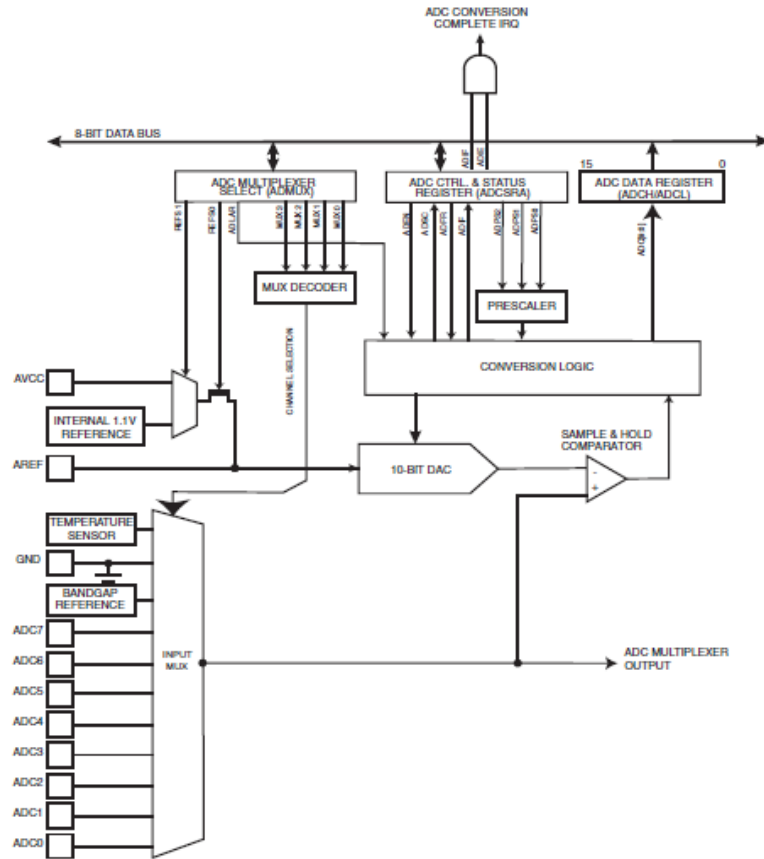 ADC CONVERSION
COMPLETE IRQ
8-BIT DATA BUS
ADIF
ADIE
15
0
ADC MULTIPLEXER
SELECT (ADMUX)
ADC CTRL. & STATUS
REGISTER (ADCSRA)
ADC DATA REGISTER
(ADCH/ADCL)
REFS1
REFS0
ADLAR
MUX3
MUX2
MUX1
MUX0
ADEN
ADSC
ADFR
ADIF
ADPS2
ADPS1
ADPS0
MUX DECODER
PRESCALER
CHANNEL SELECTION
CONVERSION LOGIC
AVCC
INTERNAL 1.1V
REFERENCE
AREF
SAMPLE & HOLD
COMPARATOR
10-BIT DAC
-
+
TEMPERATURE
SENSOR
GND
BANDGAP
REFERENCE
ADC7
ADC6
ADC5
ADC4
ADC3
ADC2
ADC1
ADC0
INPUT
MUX
ADC MULTIPLEXER
OUTPUT